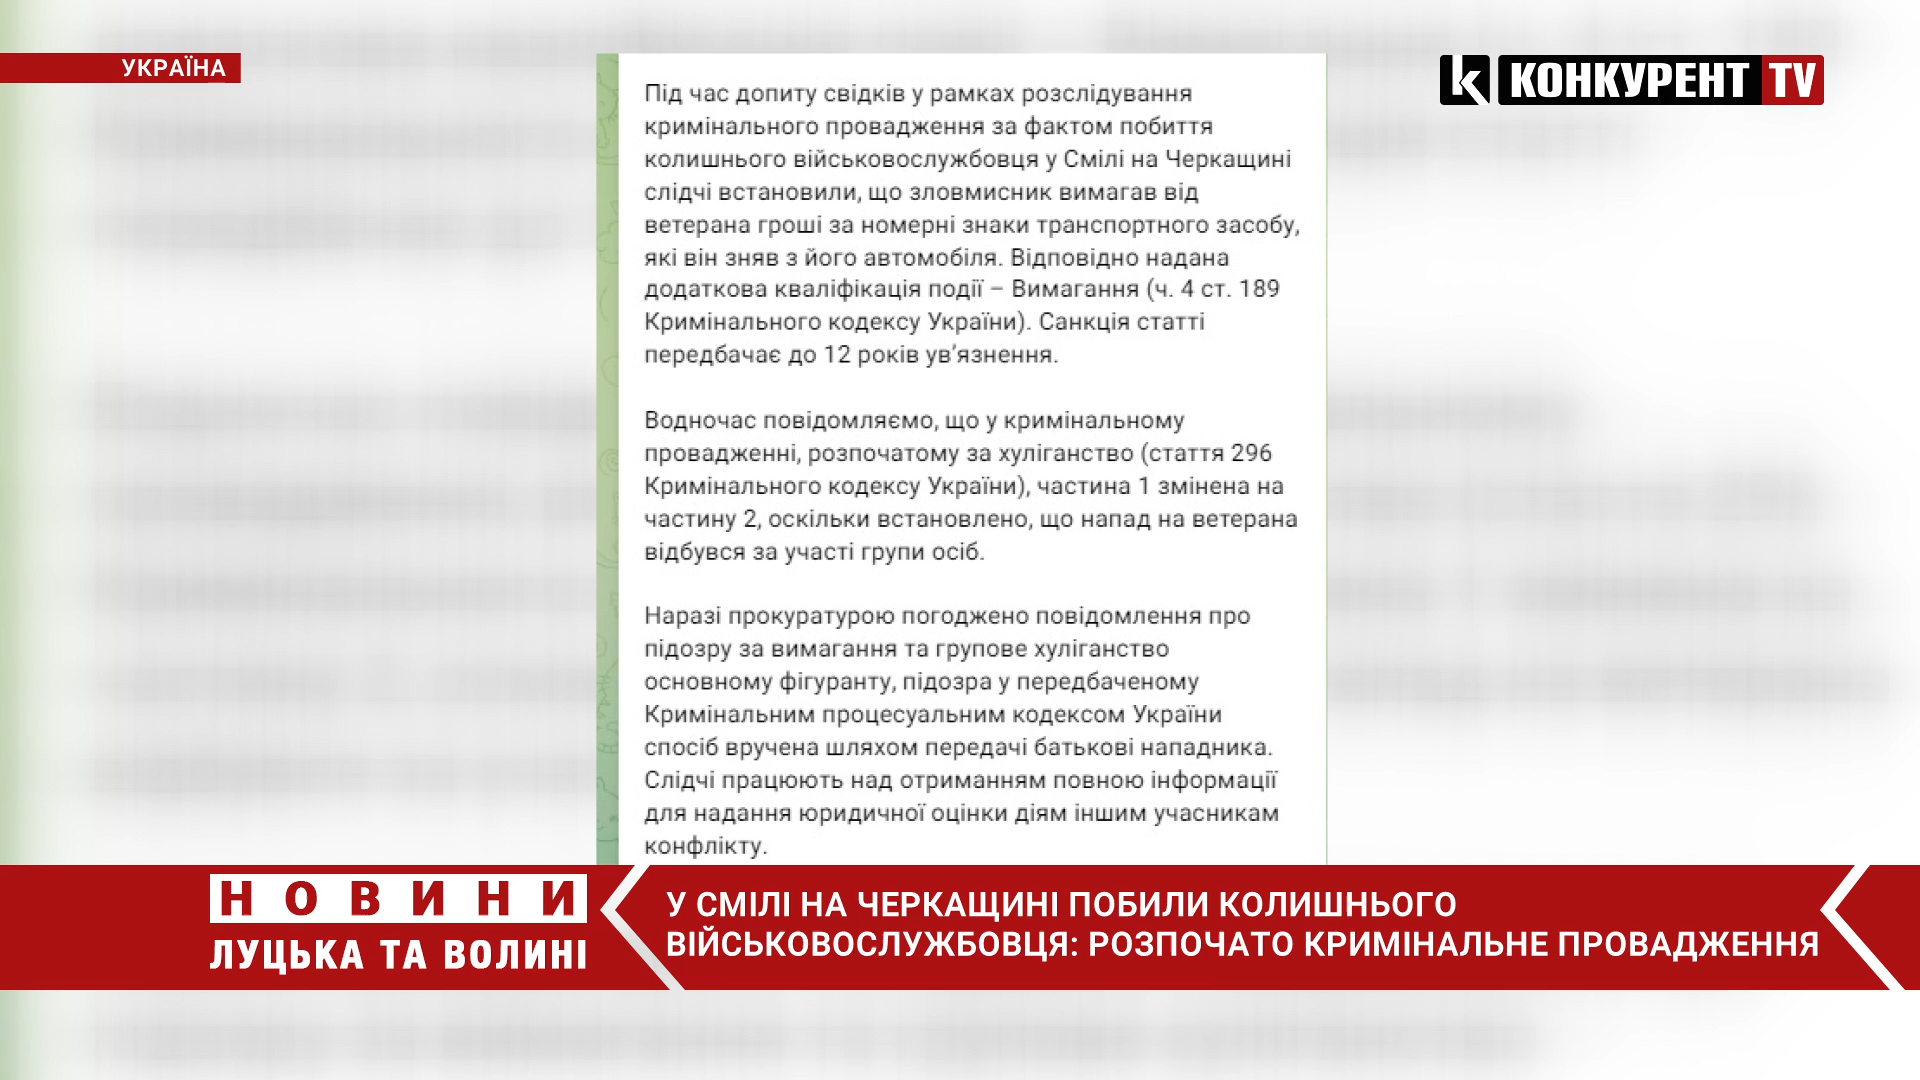 УКРАЇНА
k КОНКУРЕНТ TV
Під час допиту свідків у рамках розслідування
кримінального провадження за фактом побиття
колишнього військовослужбовця у Смілі на Черкащині
слідчі встановили, що зловмисник вимагав від
ветерана гроші за номерні знаки транспортного засобу,
які він зняв з його автомобіля. Відповідно надана
додаткова кваліфікація події – Вимагання (ч. 4 ст. 189
Кримінального кодексу України). Санкція статті
передбачає до 12 років ув’язнення.
Водночас повідомляємо, що у кримінальному
провадженні, розпочатому за хуліганство (стаття 296
Кримінального кодексу України), частина 1 змінена на
частину 2, оскільки встановлено, що напад на ветерана
відбувся за участі групи осіб.
Наразі прокуратурою погоджено повідомлення про
підозру за вимагання та групове хуліганство
основному фігуранту, підозра у передбаченому
Кримінальним процесуальним кодексом України
спосіб вручена шляхом передачі батькові нападника.
Слідчі працюють над отриманням повною інформації
для надання юридичної оцінки діям іншим учасникам
конфлікту.
НОВИНИ
ЛУЦЬКА ТА ВОЛИНІ
У СМІЛІ НА ЧЕРКАЩИНІ ПОБИЛИ КОЛИШНЬОГО
ВІЙСЬКОВОСЛУЖБОВЦЯ: РОЗПОЧАТО КРИМІНАЛЬНЕ ПРОВАДЖЕННЯ